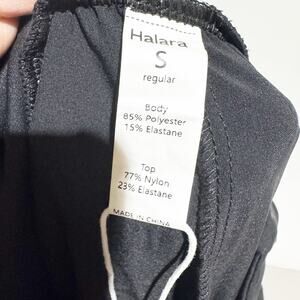 Halara
S
regular
Body
85% Polyester
15% Elastane
Top
77% Nylon
23% Elastane
MADE IN CHINA